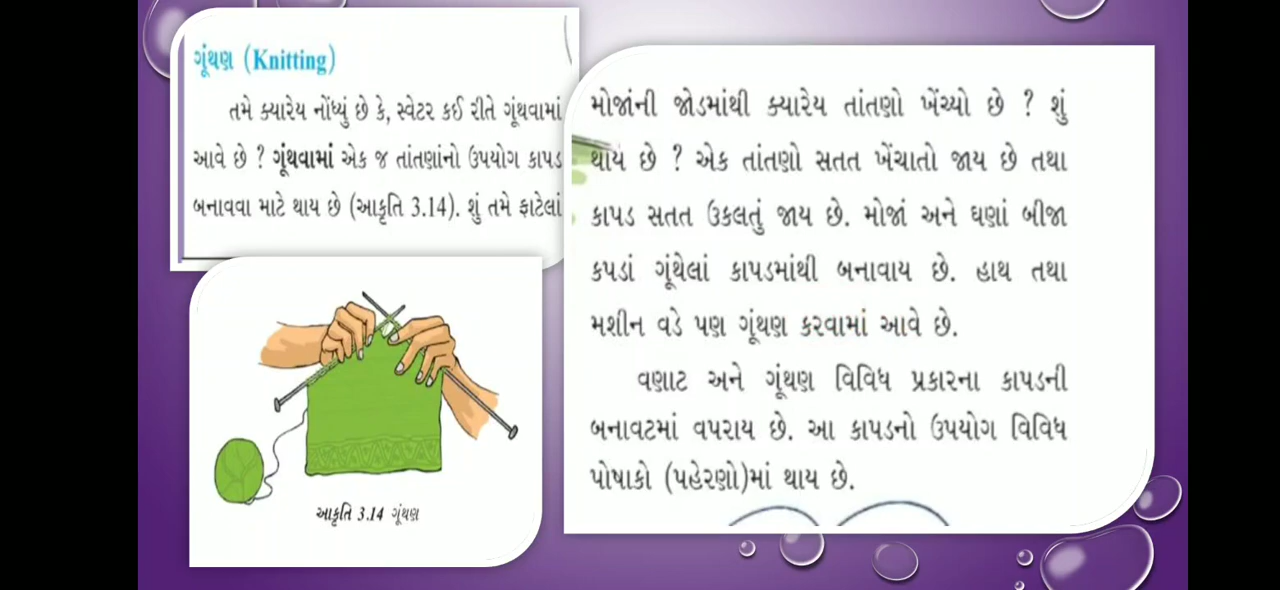 ગૂંથણ (Knitting)
તમે ક્યારેય નોંધ્યું છે કે, સ્વેટર કઈ રીતે ગૂંથવામાં
આવે છે ? ગૂંથવામાં એક જ તાંતણાંનો ઉપયોગ કાપડ
બનાવવા માટે થાય છે (આકૃતિ 3.14). શું તમે ફાટેલાં
મોજાંની જોડમાંથી ક્યારેય તાંતણો ખેંચ્યો છે ? શું
થાય છે ? એક તાંતણો સતત ખેંચાતો જાય છે તથા
કાપડ સતત ઉકલતું જાય છે. મોજાં અને ઘણાં બીજા
કપડાં ગૂંથેલાં કાપડમાંથી બનાવાય છે. હાથ તથા
મશીન વડે પણ ગૂંથણ કરવામાં આવે છે.
વણાટ અને ગૂંથણ વિવિધ પ્રકારના કાપડની
બનાવટમાં વપરાય છે. આ કાપડનો ઉપયોગ વિવિધ
પોષાકો (પહેરણો)માં થાય છે.
આકૃતિ 3.14 ગૂંથણ